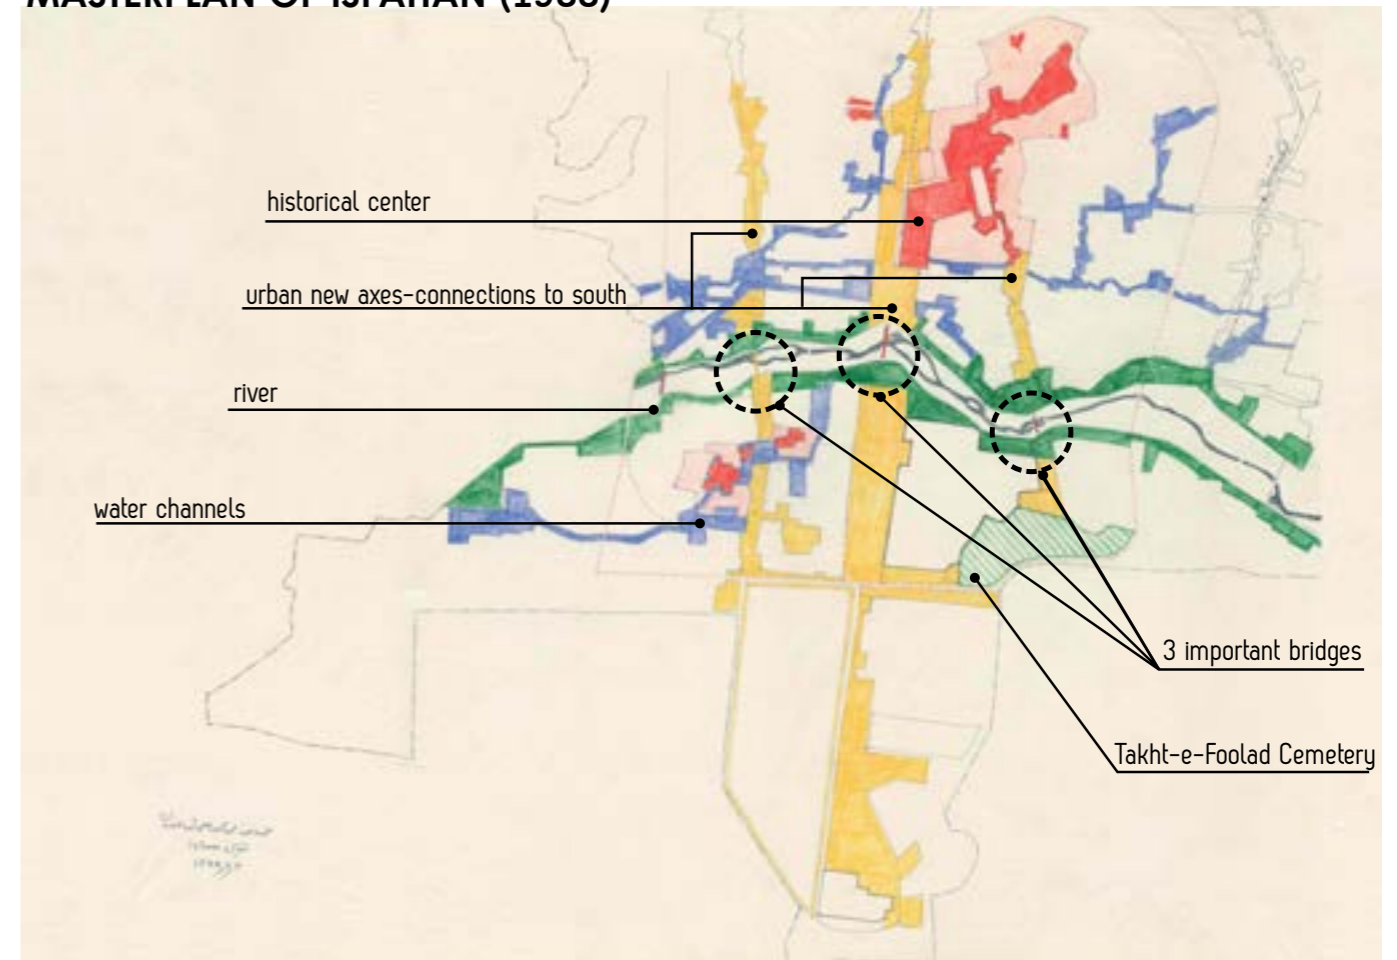 MASTERPLAN OF ISFAHAN (1988)
historical center
urban new axes-connections to south
river
water channels
3 important bridges
Takht-e-Foolad Cemetery